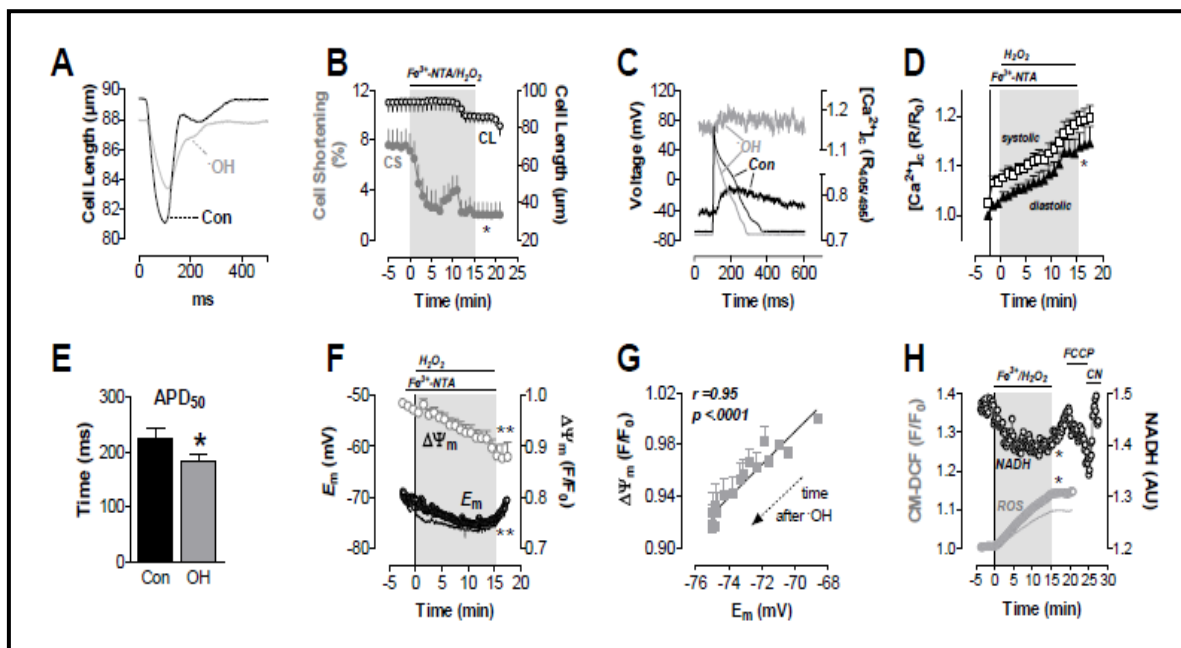 A
Cell Length (µm)
90
88
86
84
82
80
·OH
Con
0 200 400
ms
B
Fe³⁺-NTA/H₂O₂
Cell Shortening (%)
12
8
4
0
CS
CL
*
100
80
60
40
20
Cell Length (µm)
-5 0 5 10 15 20 25
Time (min)
C
Voltage (mV)
120
80
40
0
-40
-80
·OH
Con
1.2
1.1
0.8
0.7
[Ca²⁺]c (R405/495)
0 200 400 600
Time (ms)
D
H₂O₂
Fe³⁺-NTA
[Ca²⁺]c (R/R₀)
1.2
1.1
1.0
systolic
diastolic
*
0 5 10 15 20
Time (min)
E
APD₅₀
Time (ms)
300
200
100
0
*
Con OH
F
H₂O₂
Fe³⁺-NTA
Em (mV)
-50
-60
-70
-80
ΔΨm
**
Em
**
1.0
0.9
0.8
0.7
ΔΨm (F/F₀)
0 5 10 15 20
Time (min)
G
ΔΨm (F/F₀)
1.02
0.98
0.94
0.90
r =0.95
p <.0001
time
after ·OH
-76 -74 -72 -70 -68
Em (mV)
H
FCCP
Fe³⁺/H₂O₂
CN
CM-DCF (F/F₀)
1.4
1.3
1.2
1.1
1.0
NADH
*
ROS
*
1.5
1.4
1.3
1.2
NADH (AU)
-5 0 5 10 15 20 25 30
Time (min)